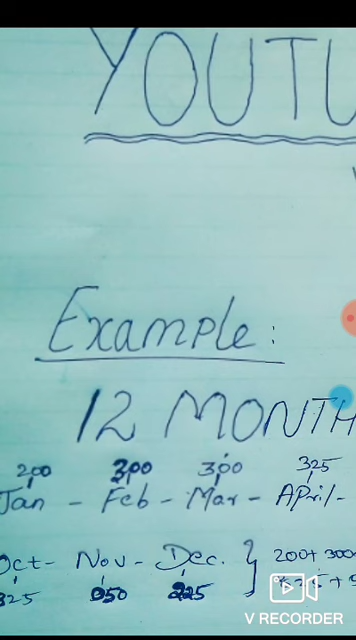 YOUTU
Example:
12 MONTH
200 300 300 325
Jan - Feb - Mar - April -
Oct - Nov - Dec. } 200+ 300+
325 050 225
V RECORDER